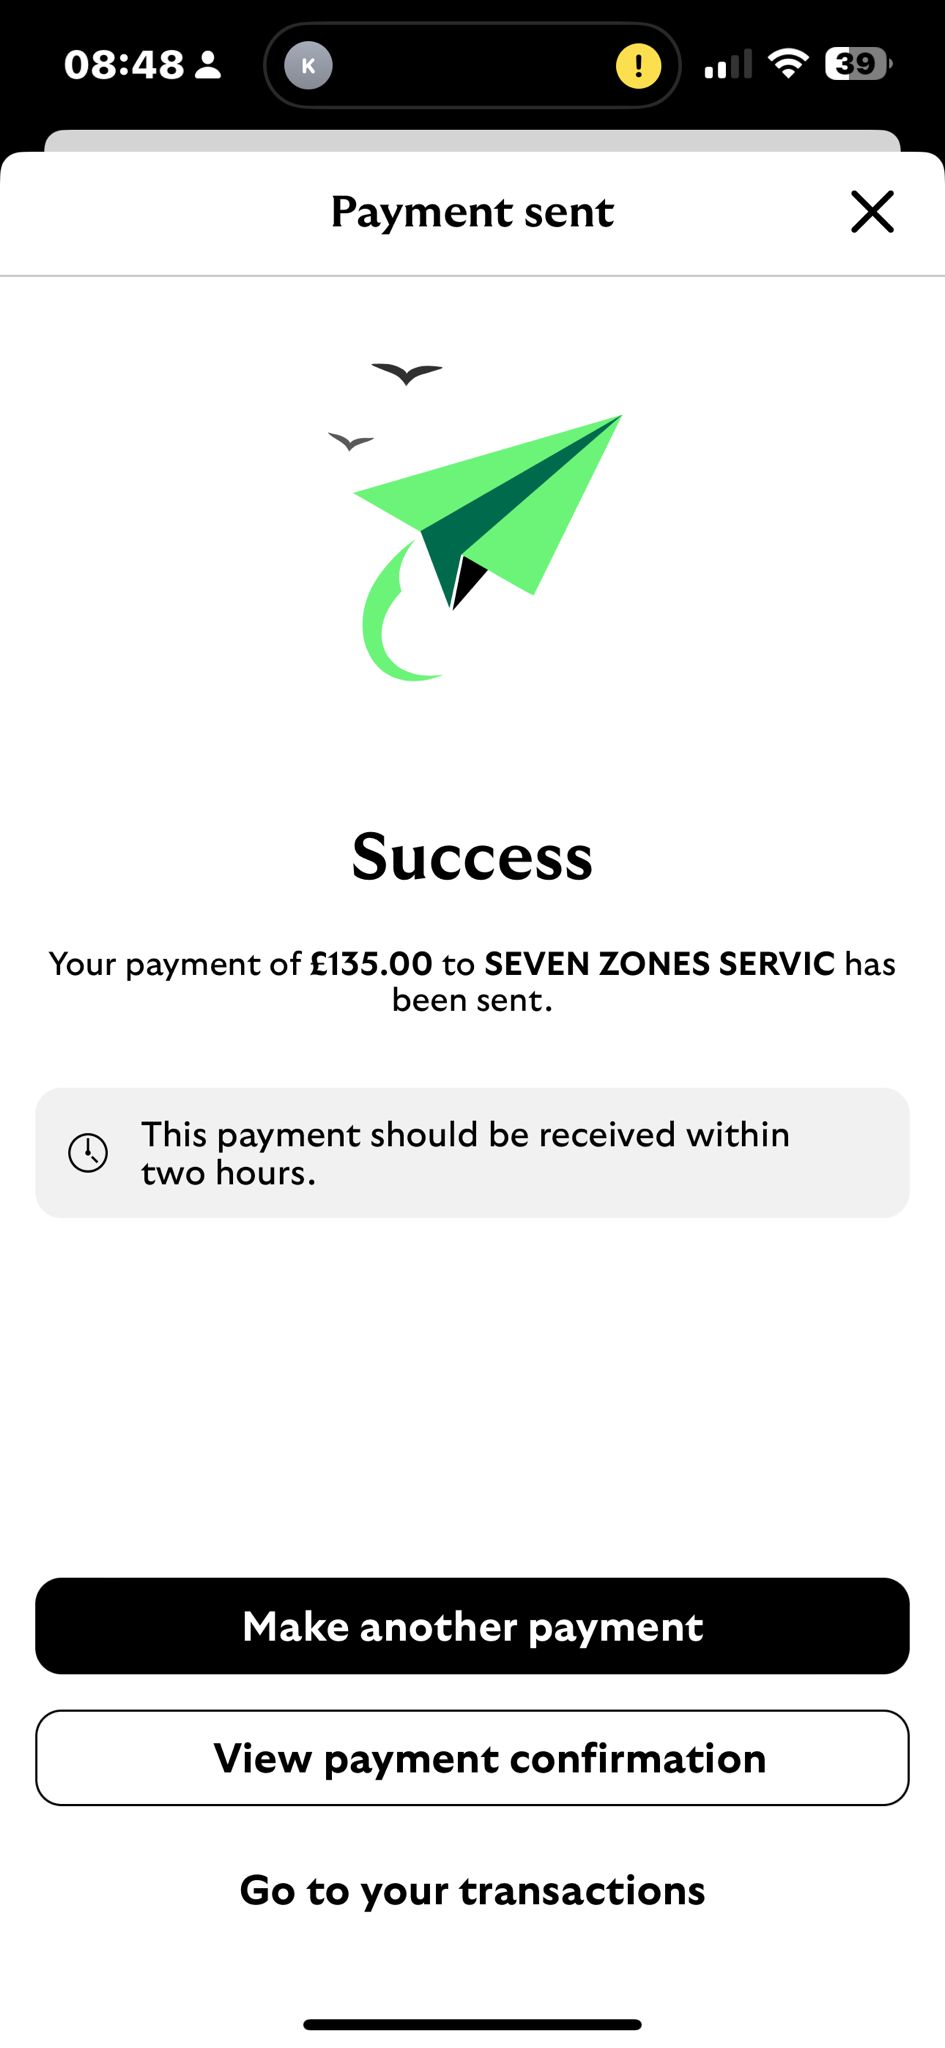 08:48
K
!
39
Payment sent
Success
Your payment of £135.00 to SEVEN ZONES SERVIC has
been sent.
This payment should be received within
two hours.
Make another payment
View payment confirmation
Go to your transactions